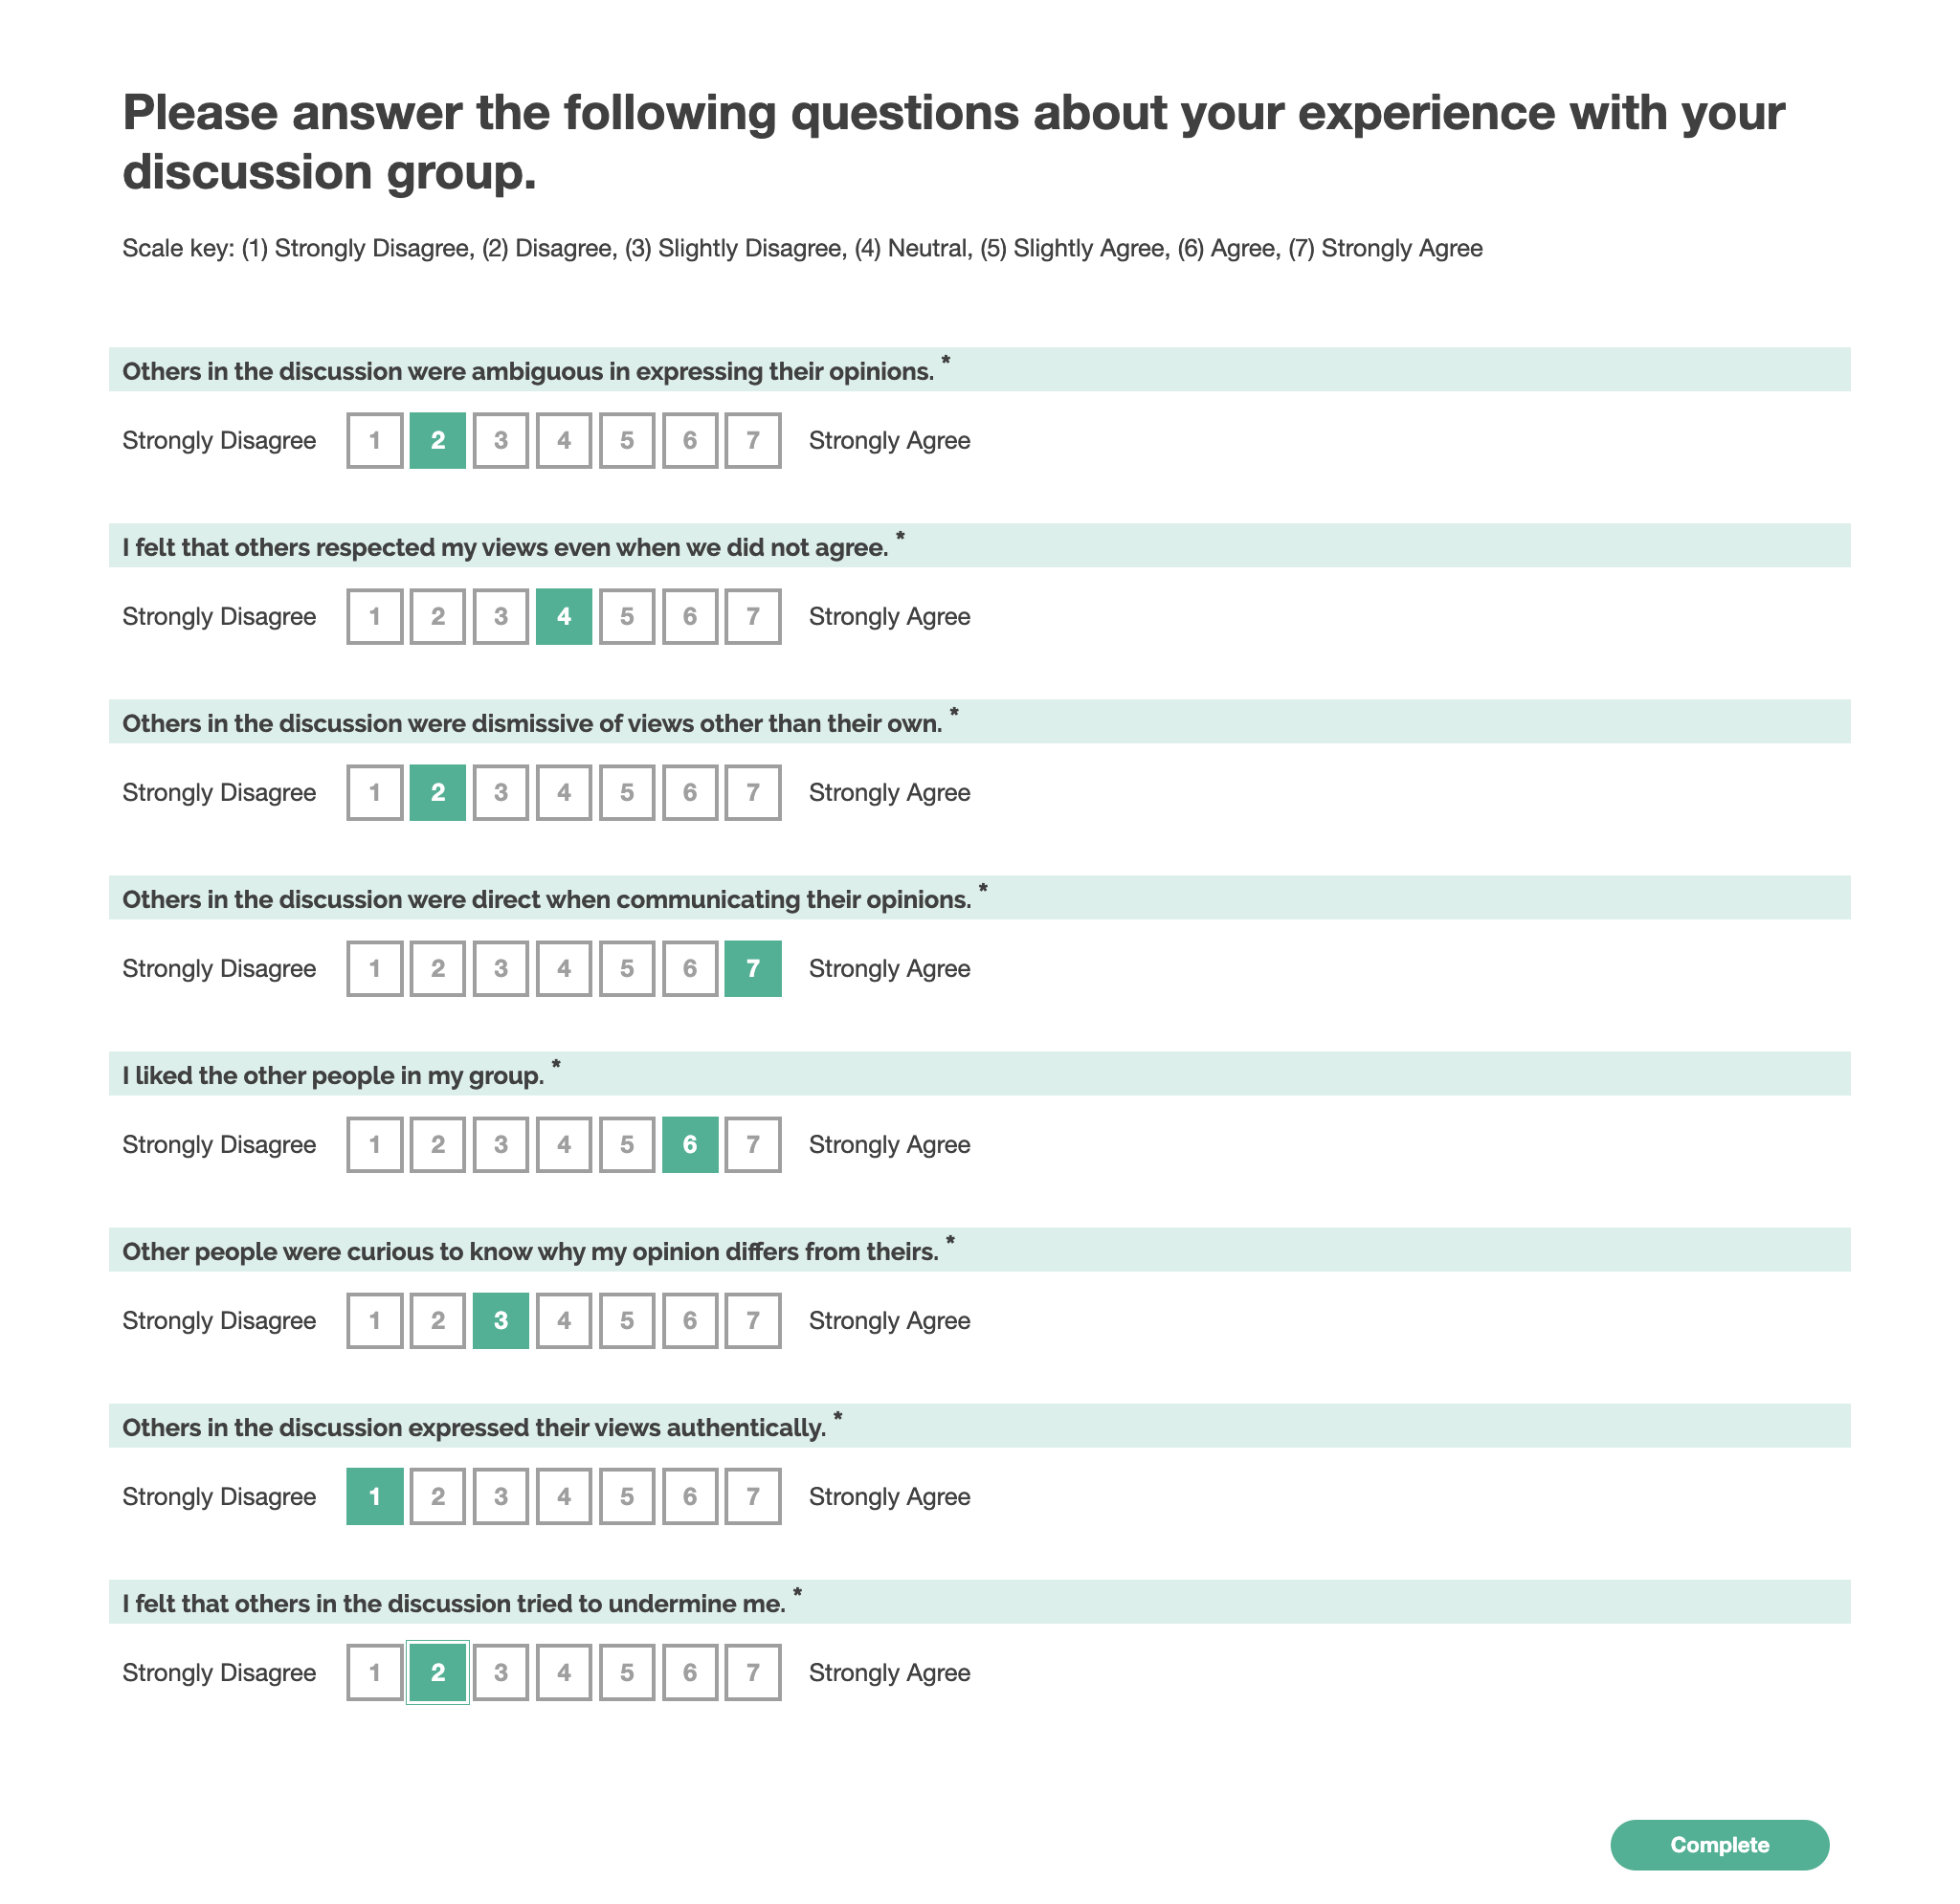 Please answer the following questions about your experience with your
discussion group.
Scale key: (1) Strongly Disagree, (2) Disagree, (3) Slightly Disagree, (4) Neutral, (5) Slightly Agree, (6) Agree, (7) Strongly Agree
Others in the discussion were ambiguous in expressing their opinions. *
Strongly Disagree 1 2 3 4 5 6 7 Strongly Agree
I felt that others respected my views even when we did not agree. *
Strongly Disagree 1 2 3 4 5 6 7 Strongly Agree
Others in the discussion were dismissive of views other than their own. *
Strongly Disagree 1 2 3 4 5 6 7 Strongly Agree
Others in the discussion were direct when communicating their opinions. *
Strongly Disagree 1 2 3 4 5 6 7 Strongly Agree
I liked the other people in my group. *
Strongly Disagree 1 2 3 4 5 6 7 Strongly Agree
Other people were curious to know why my opinion differs from theirs. *
Strongly Disagree 1 2 3 4 5 6 7 Strongly Agree
Others in the discussion expressed their views authentically. *
Strongly Disagree 1 2 3 4 5 6 7 Strongly Agree
I felt that others in the discussion tried to undermine me. *
Strongly Disagree 1 2 3 4 5 6 7 Strongly Agree
Complete